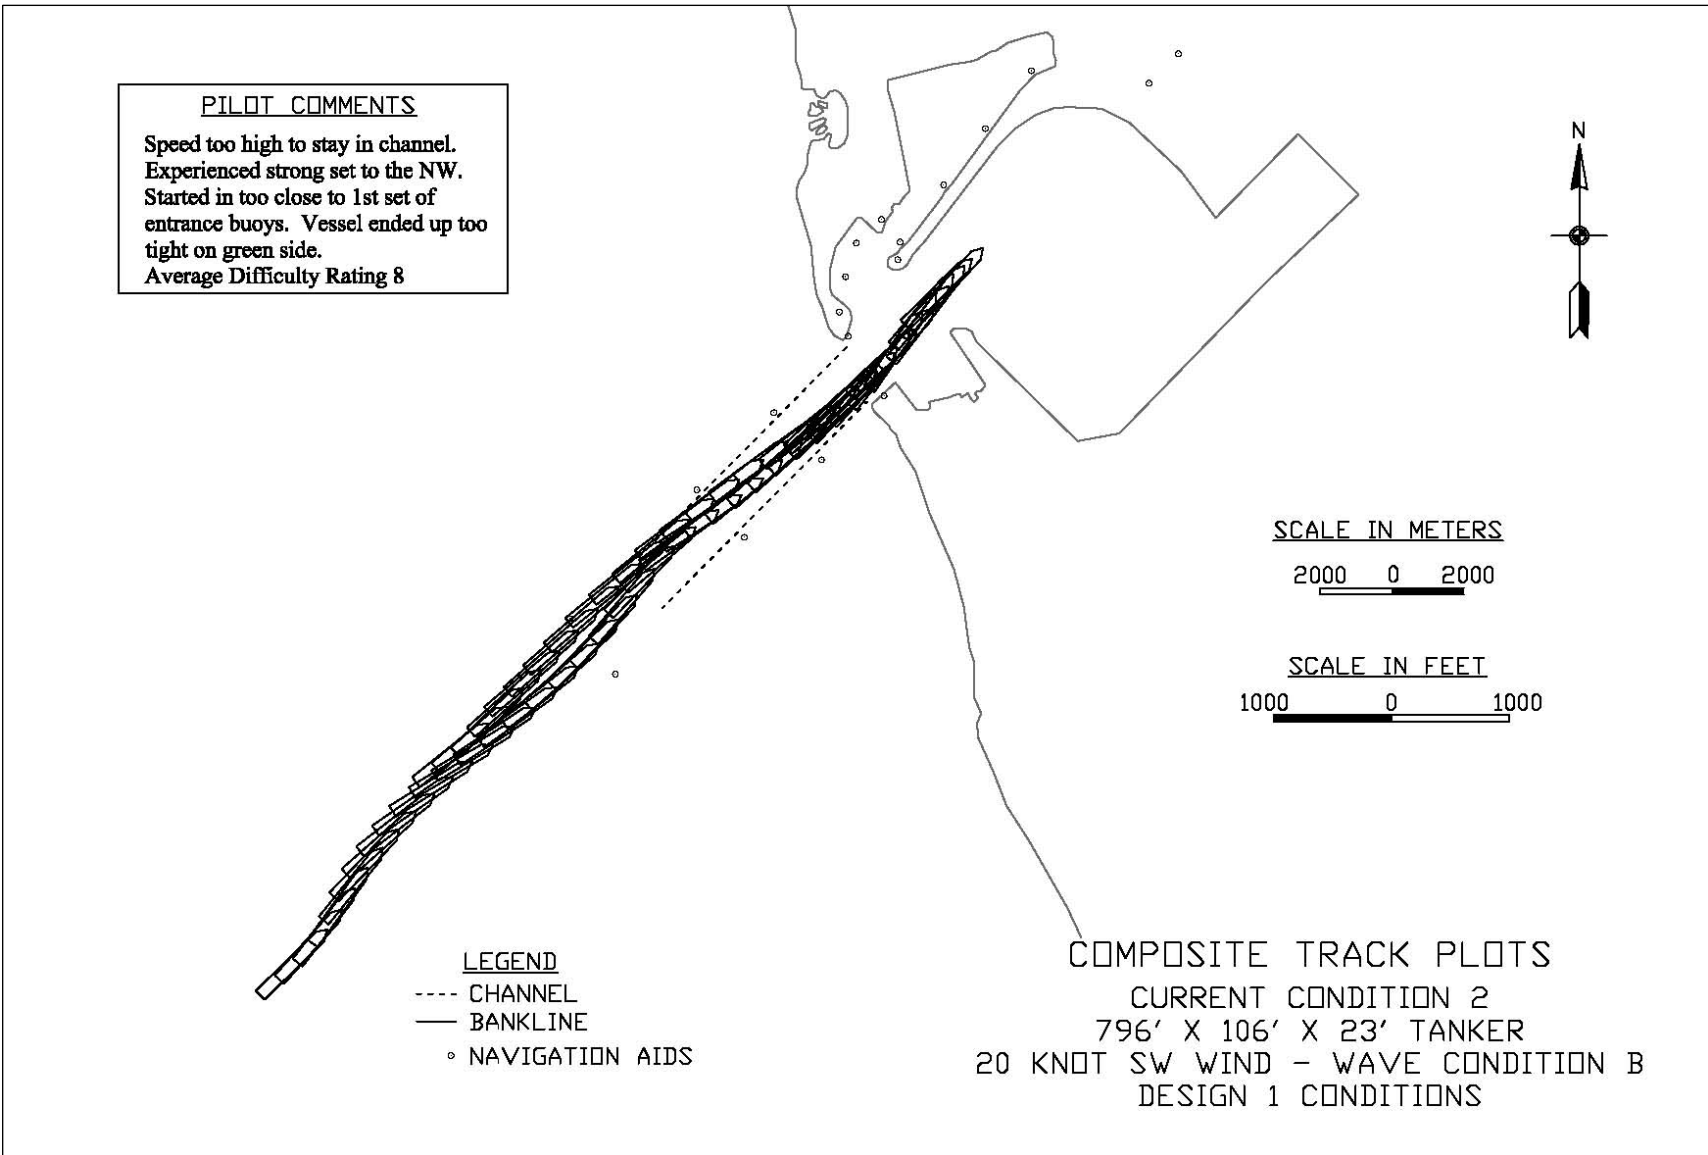 PILOT COMMENTS
Speed too high to stay in channel.
Experienced strong set to the NW.
Started in too close to 1st set of
entrance buoys. Vessel ended up too
tight on green side.
Average Difficulty Rating 8
N
SCALE IN METERS
2000 0 2000
SCALE IN FEET
1000 0 1000
LEGEND
CHANNEL
BANKLINE
NAVIGATION AIDS
COMPOSITE TRACK PLOTS
CURRENT CONDITION 2
796' X 106' X 23' TANKER
20 KNOT SW WIND - WAVE CONDITION B
DESIGN 1 CONDITIONS